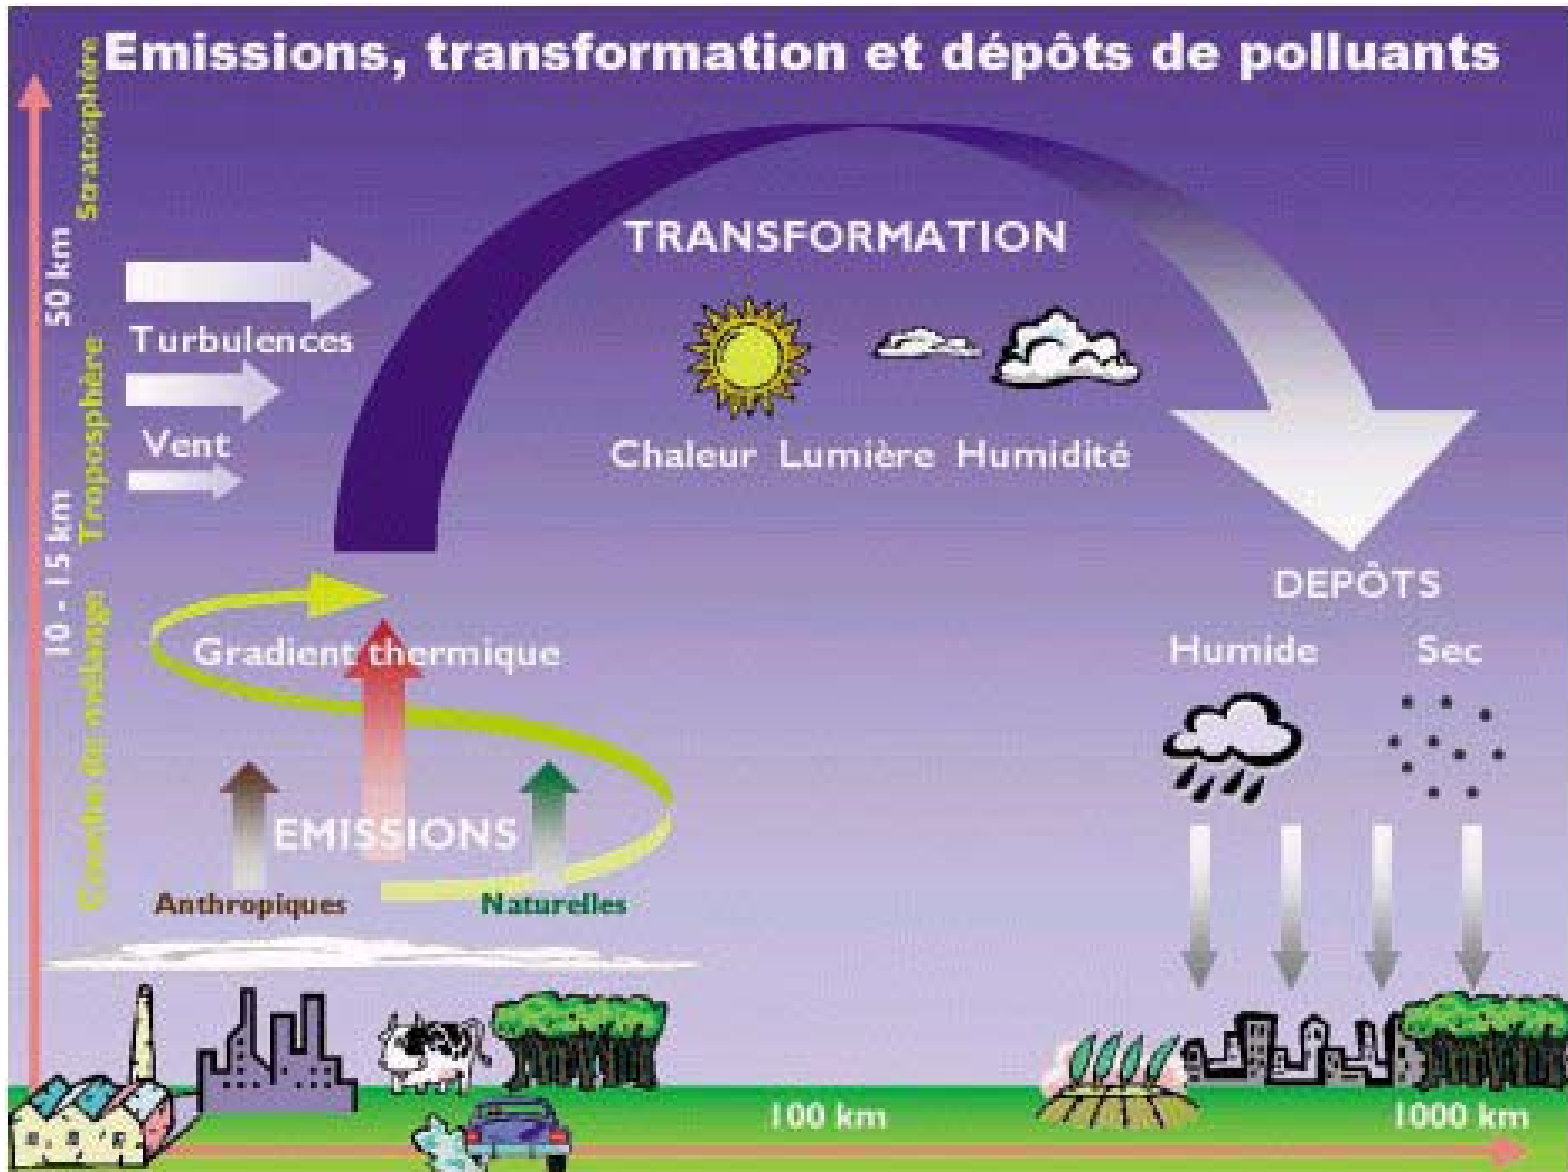 Emissions, transformation et dépôts de polluants
Stratosphère
50 km
Troposphère
10 - 15 km
Couche de mélange
Turbulences
Vent
TRANSFORMATION
Chaleur Lumière Humidité
Gradient thermique
EMISSIONS
Anthropiques
Naturelles
DEPÔTS
Humide
Sec
100 km
1000 km